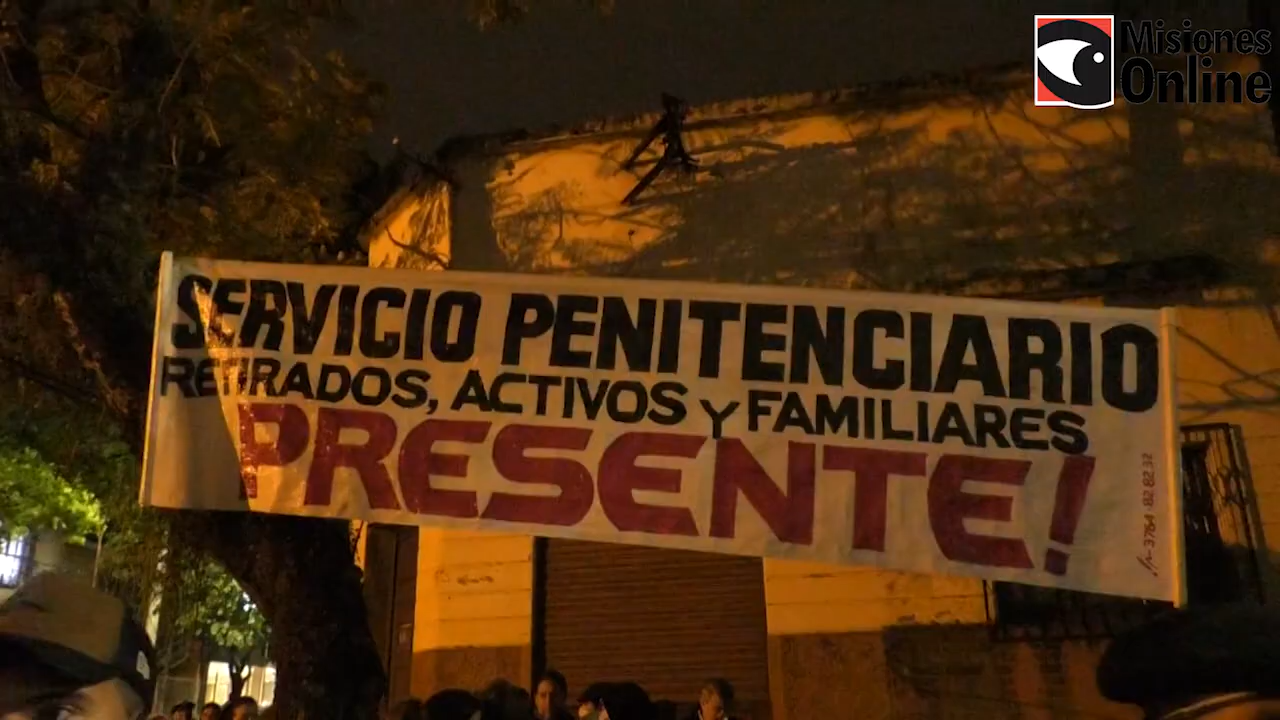 Misiones
Online
SERVICIO PENITENCIARIO
RETIRADOS, ACTIVOS Y FAMILIARES
PRESENTE!